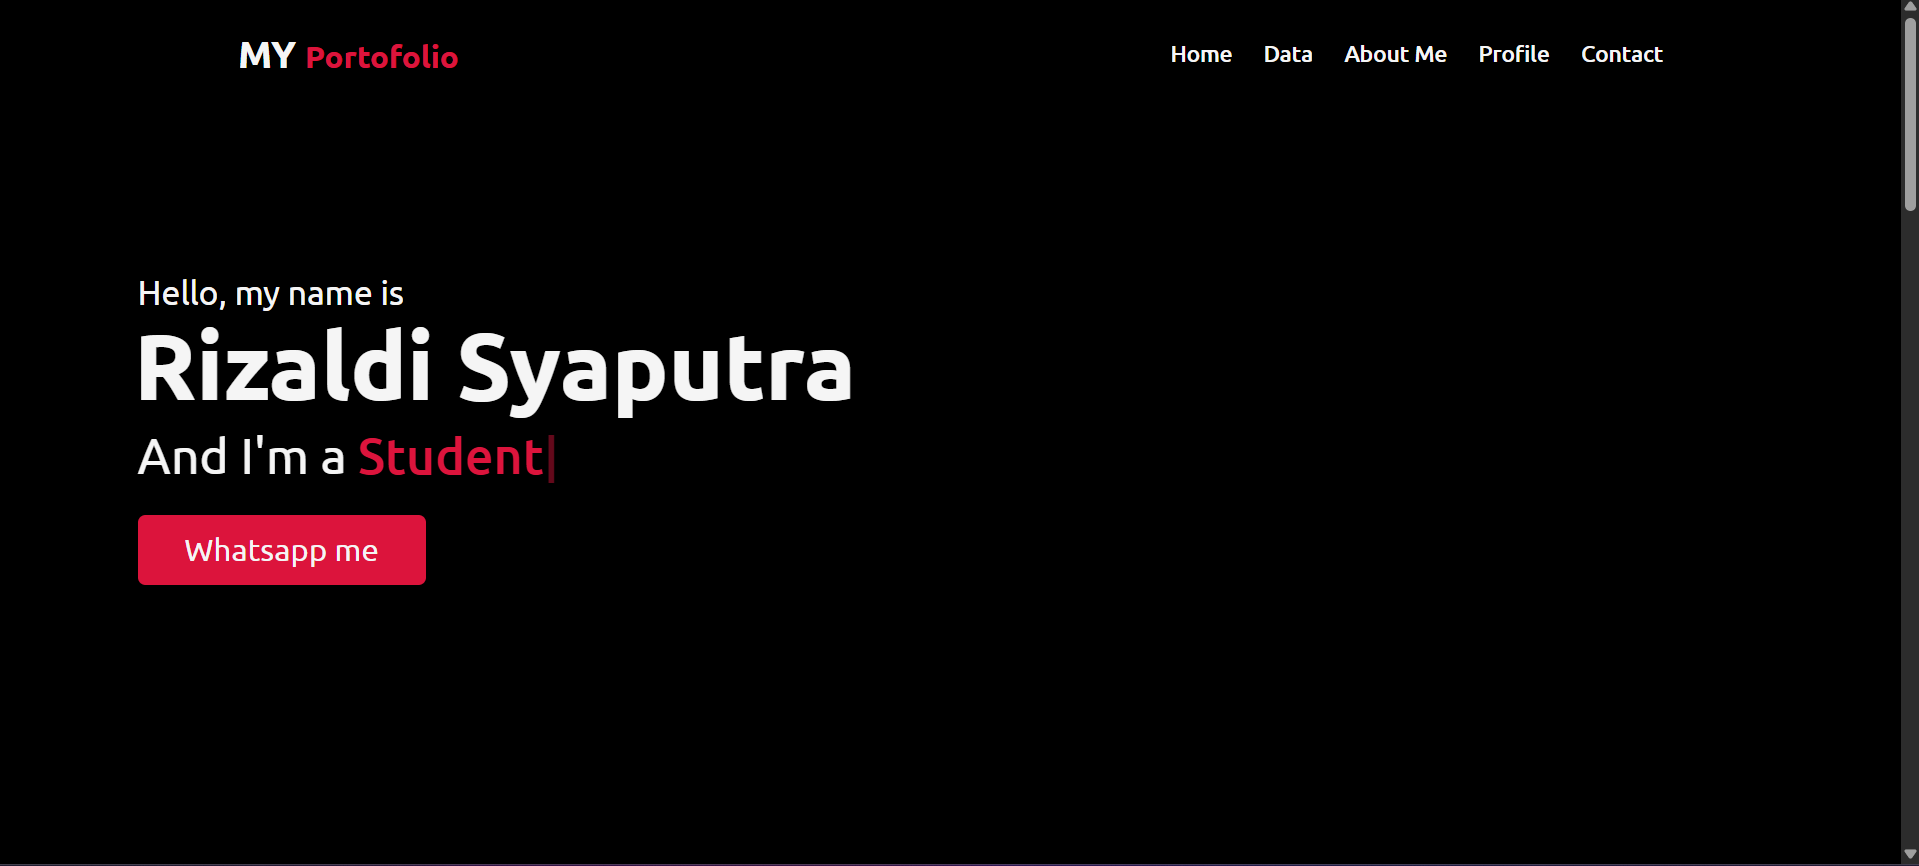 MY Portofolio
Home Data About Me Profile Contact
Hello, my name is
Rizaldi Syaputra
And I'm a Student|
Whatsapp me